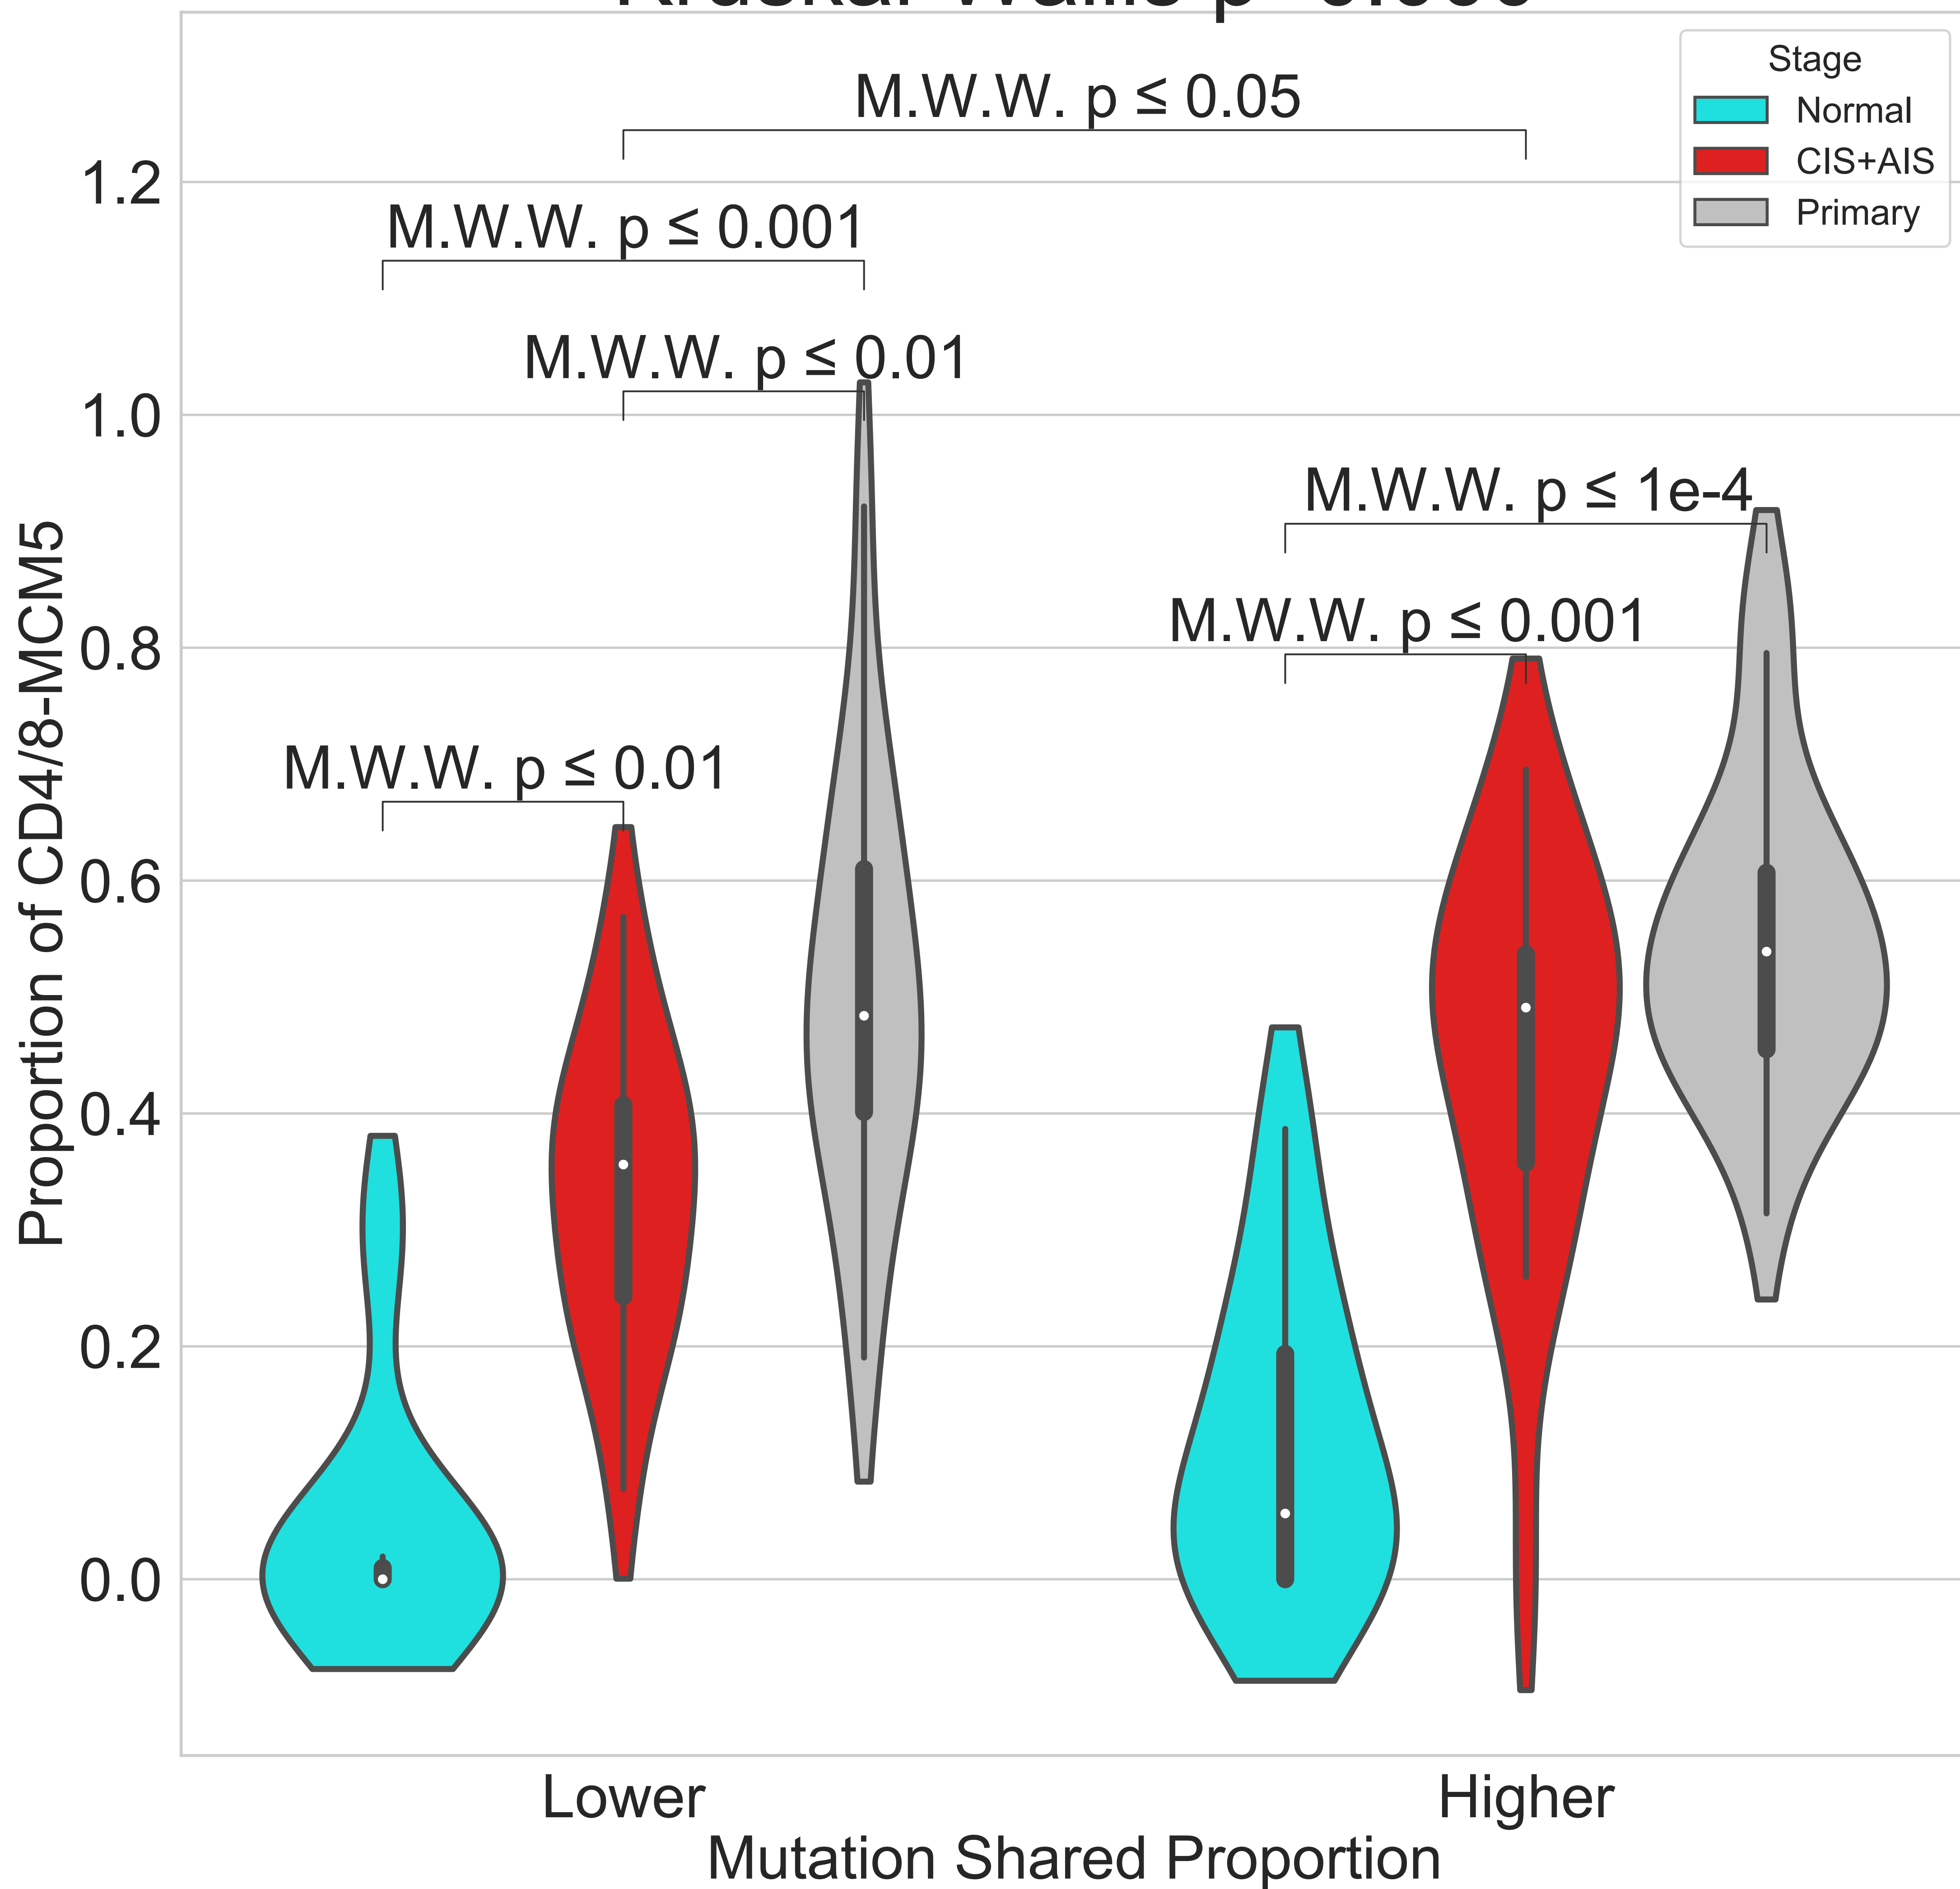 Stage
Normal
CIS+AIS
Primary
M.W.W. p ≤ 0.05
M.W.W. p ≤ 0.001
M.W.W. p ≤ 0.01
M.W.W. p ≤ 1e-4
M.W.W. p ≤ 0.001
M.W.W. p ≤ 0.01
1.2
1.0
0.8
0.6
0.4
0.2
0.0
Proportion of CD4/8-MCM5
Lower
Higher
Mutation Shared Proportion